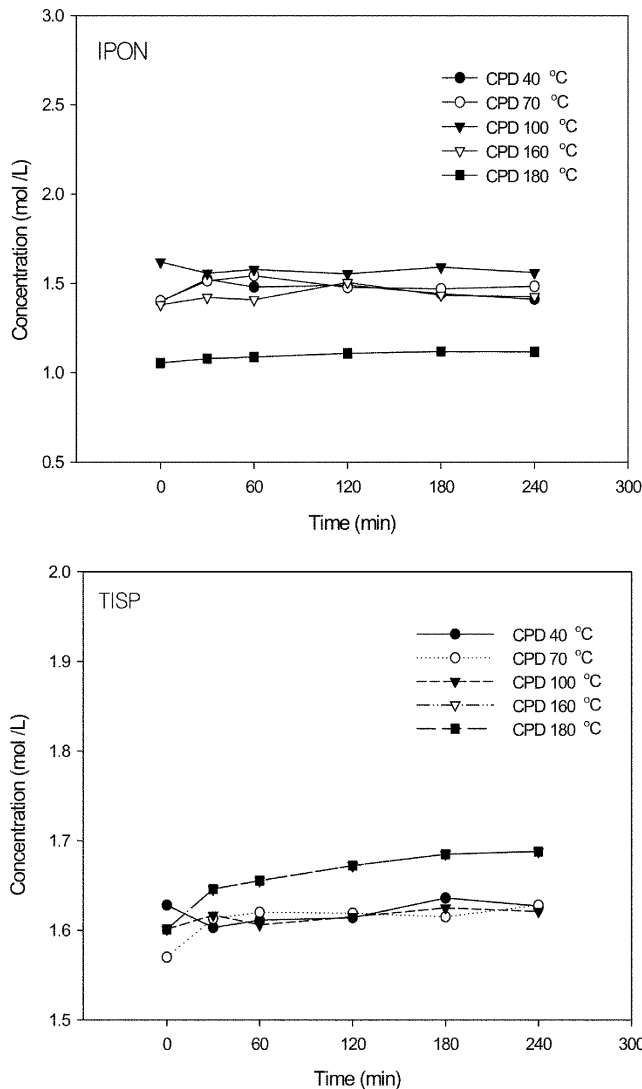 IPON
CPD 40 °C
CPD 70 °C
CPD 100 °C
CPD 160 °C
CPD 180 °C
Concentration (mol /L)
3.0
2.5
2.0
1.5
1.0
0.5
0 60 120 180 240 300
Time (min)
TISP
CPD 40 °C
CPD 70 °C
CPD 100 °C
CPD 160 °C
CPD 180 °C
Concentration (mol /L)
2.0
1.9
1.8
1.7
1.6
1.5
0 60 120 180 240 300
Time (min)